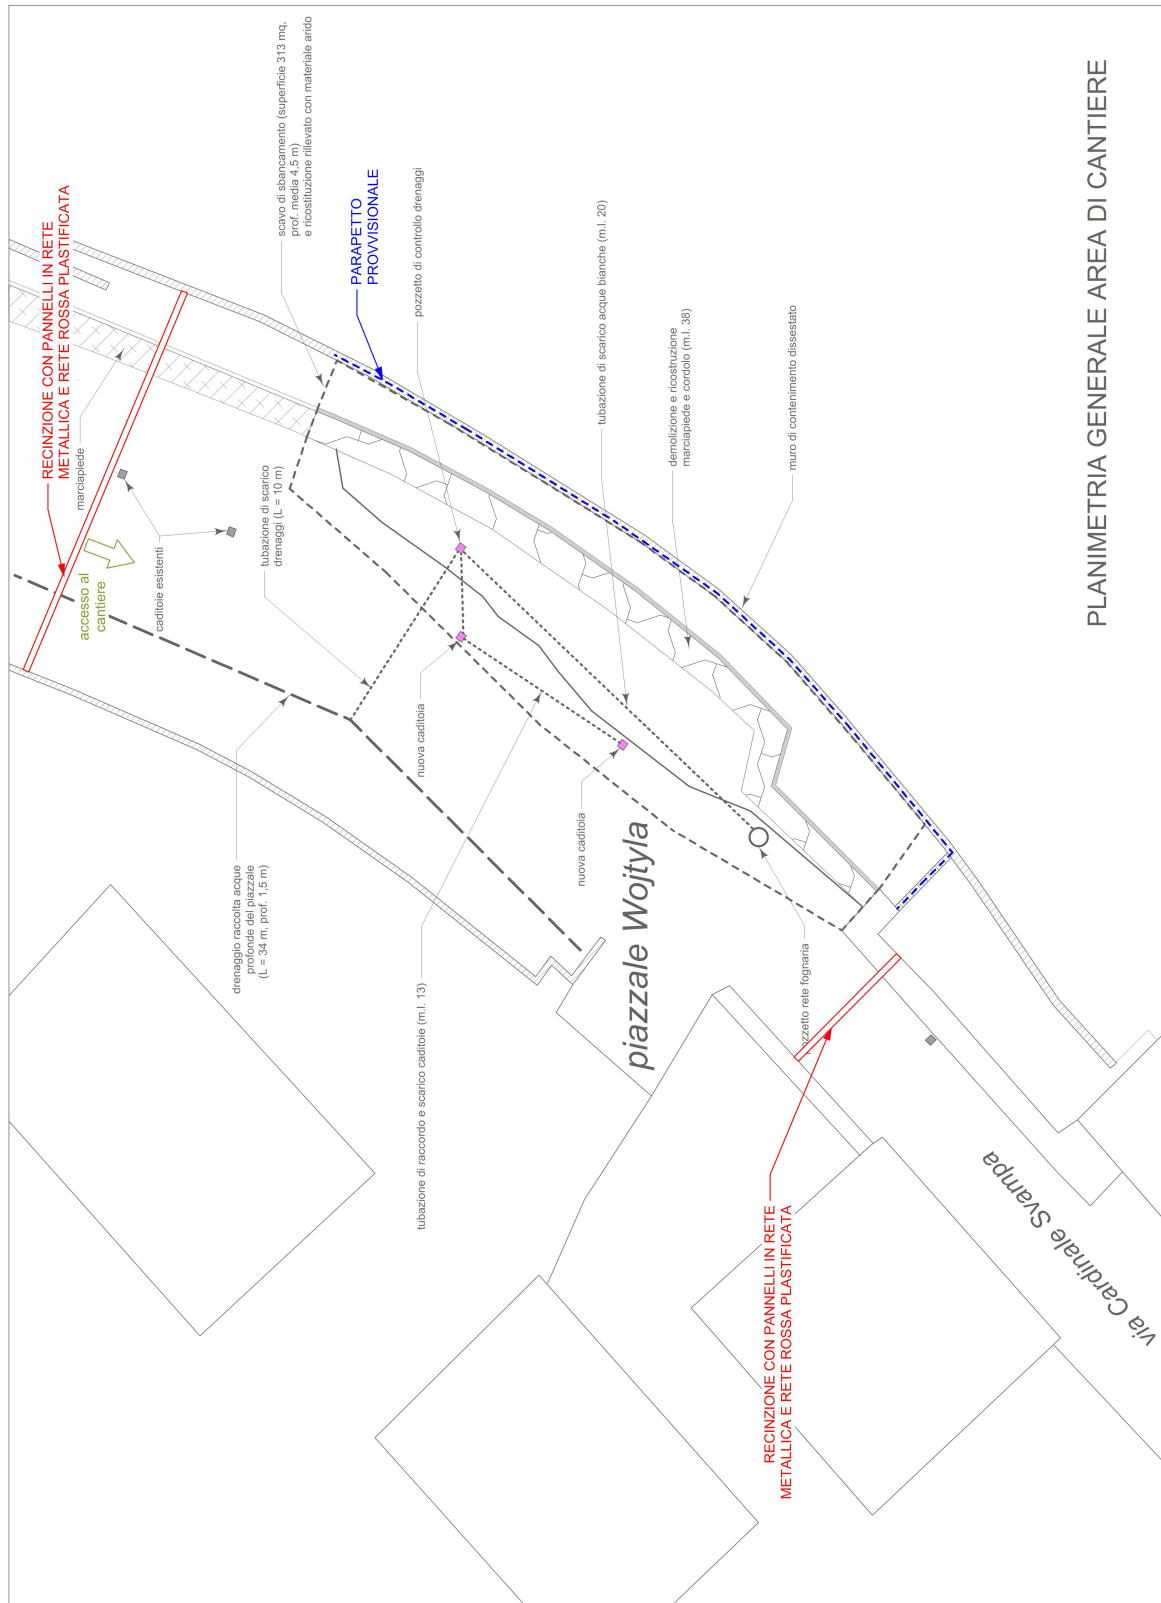 PLANIMETRIA GENERALE AREA DI CANTIERE
RECINZIONE CON PANNELLI IN RETE
METALLICA E RETE ROSSA PLASTIFICATA
marciapiede
accesso al
cantiere
caditoie esistenti
scavo di sbancamento (superficie 313 mq,
prof. media 4,5 m)
e ricostituzione rilevato con materiale arido
PARAPETTO
PROVVISIONALE
pozzetto di controllo drenaggi
tubazione di scarico
drenaggi (L = 10 m)
tubazione di scarico acque bianche (m.l. 20)
demolizione e ricostruzione
marciapiede e cordolo (m.l. 38)
muro di contenimento dissestato
drenaggio raccolta acque
profonde del piazzale
(L = 34 m, prof. 1,5 m)
nuova caditoia
nuova caditoia
tubazione di raccordo e scarico caditoie (m.l. 13)
piazzale Wojtyla
ozzetto rete fognaria
RECINZIONE CON PANNELLI IN RETE
METALLICA E RETE ROSSA PLASTIFICATA
via Cardinale Svampa